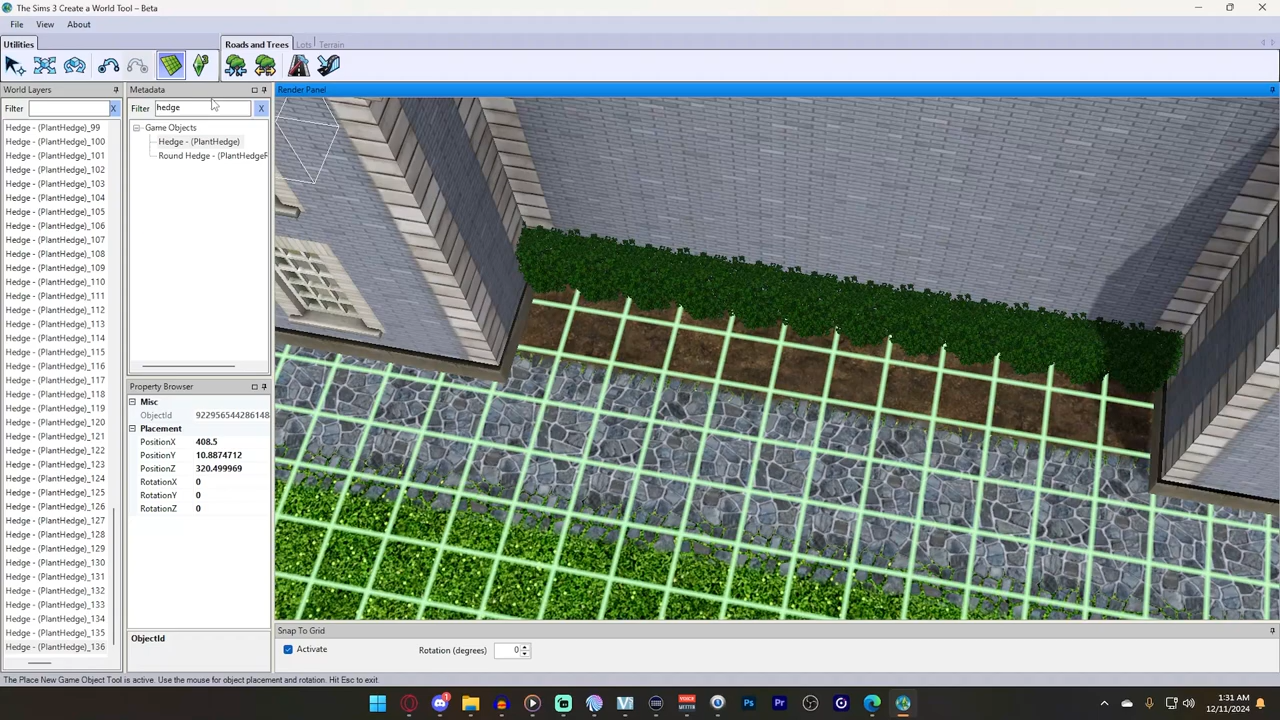 The Sims 3 Create a World Tool – Beta
File View About
Utilities Roads and Trees Lots Terrain
World Layers
Filter X
Hedge - (PlantHedge)_99
Hedge - (PlantHedge)_100
Hedge - (PlantHedge)_101
Hedge - (PlantHedge)_102
Hedge - (PlantHedge)_103
Hedge - (PlantHedge)_104
Hedge - (PlantHedge)_105
Hedge - (PlantHedge)_106
Hedge - (PlantHedge)_107
Hedge - (PlantHedge)_108
Hedge - (PlantHedge)_109
Hedge - (PlantHedge)_110
Hedge - (PlantHedge)_111
Hedge - (PlantHedge)_112
Hedge - (PlantHedge)_113
Hedge - (PlantHedge)_114
Hedge - (PlantHedge)_115
Hedge - (PlantHedge)_116
Hedge - (PlantHedge)_117
Hedge - (PlantHedge)_118
Hedge - (PlantHedge)_119
Hedge - (PlantHedge)_120
Hedge - (PlantHedge)_121
Hedge - (PlantHedge)_122
Hedge - (PlantHedge)_123
Hedge - (PlantHedge)_124
Hedge - (PlantHedge)_125
Hedge - (PlantHedge)_126
Hedge - (PlantHedge)_127
Hedge - (PlantHedge)_128
Hedge - (PlantHedge)_129
Hedge - (PlantHedge)_130
Hedge - (PlantHedge)_131
Hedge - (PlantHedge)_132
Hedge - (PlantHedge)_133
Hedge - (PlantHedge)_134
Hedge - (PlantHedge)_135
Hedge - (PlantHedge)_136
Metadata
Filter hedge X
Game Objects
Hedge - (PlantHedge)
Round Hedge - (PlantHedgeR
Property Browser
Misc
ObjectId 92295654428614​8
Placement
PositionX 408.5
PositionY 10.8874712
PositionZ 320.499969
RotationX 0
RotationY 0
RotationZ 0
ObjectId
Render Panel
Snap To Grid
Activate Rotation (degrees) 0
The Place New Game Object Tool is active. Use the mouse for object placement and rotation. Hit Esc to exit.
1:31 AM
12/11/2024